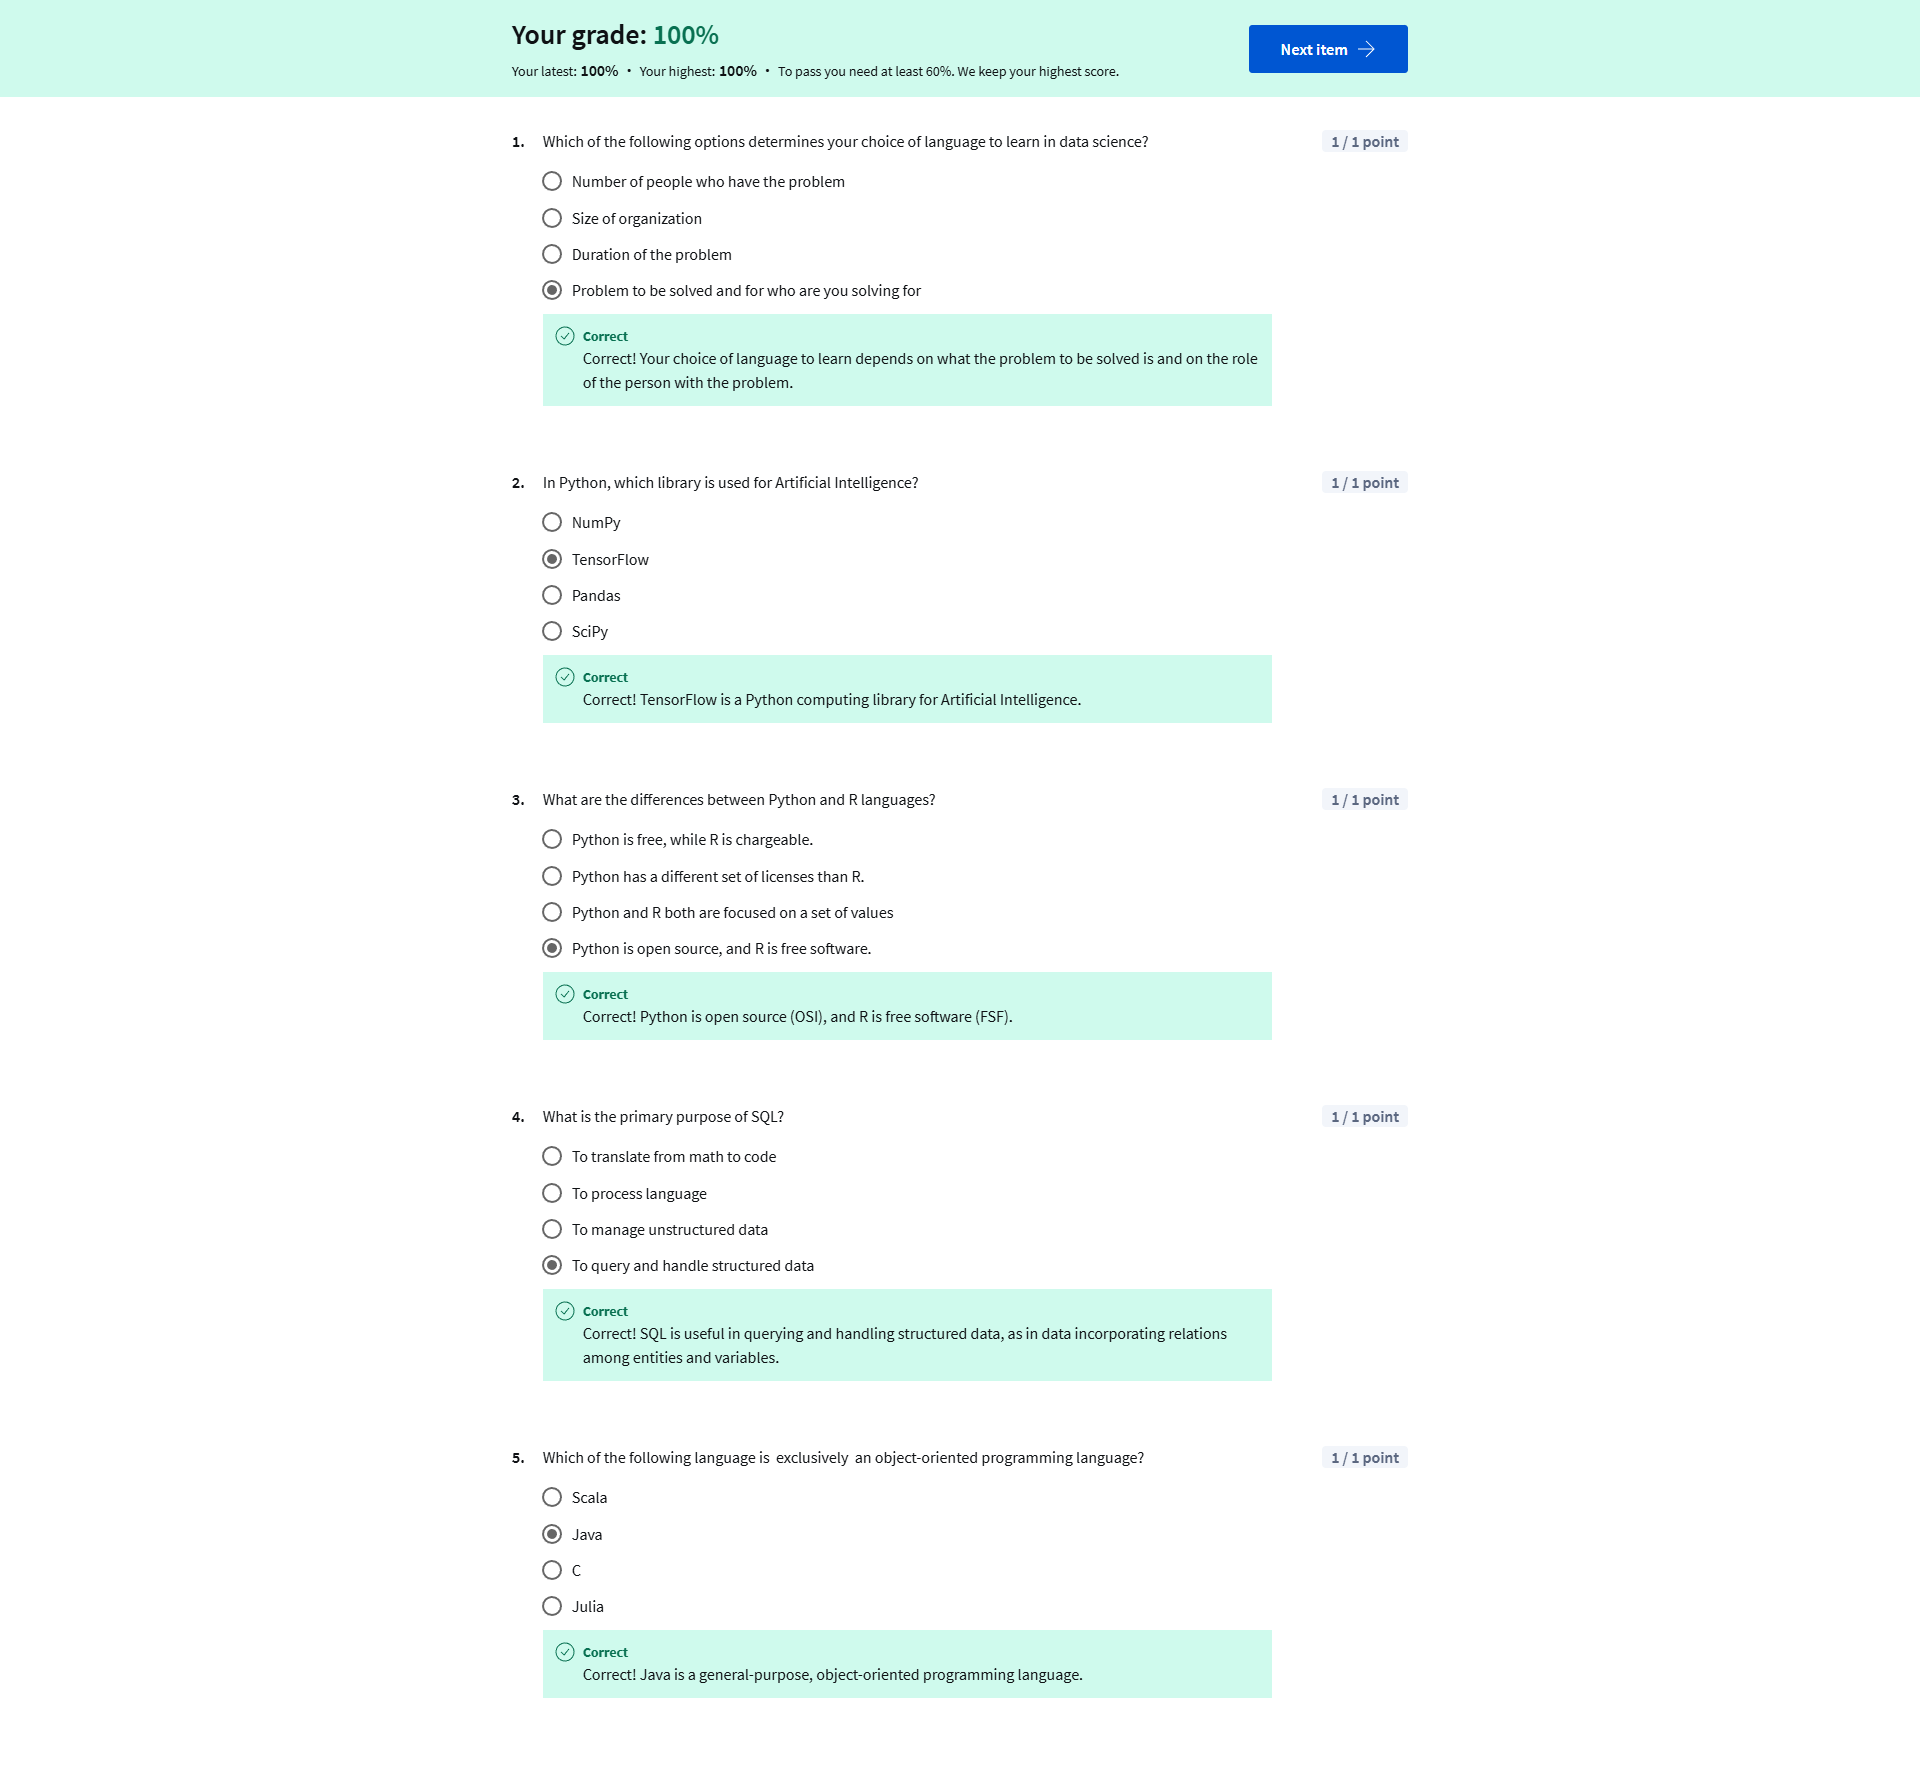 Your grade: 100%
Your latest: 100% • Your highest: 100% • To pass you need at least 60%. We keep your highest score.
Next item
1. Which of the following options determines your choice of language to learn in data science? 1 / 1 point
Number of people who have the problem
Size of organization
Duration of the problem
Problem to be solved and for who are you solving for
Correct
Correct! Your choice of language to learn depends on what the problem to be solved is and on the role
of the person with the problem.
2. In Python, which library is used for Artificial Intelligence? 1 / 1 point
NumPy
TensorFlow
Pandas
SciPy
Correct
Correct! TensorFlow is a Python computing library for Artificial Intelligence.
3. What are the differences between Python and R languages? 1 / 1 point
Python is free, while R is chargeable.
Python has a different set of licenses than R.
Python and R both are focused on a set of values
Python is open source, and R is free software.
Correct
Correct! Python is open source (OSI), and R is free software (FSF).
4. What is the primary purpose of SQL? 1 / 1 point
To translate from math to code
To process language
To manage unstructured data
To query and handle structured data
Correct
Correct! SQL is useful in querying and handling structured data, as in data incorporating relations
among entities and variables.
5. Which of the following language is exclusively an object-oriented programming language? 1 / 1 point
Scala
Java
C
Julia
Correct
Correct! Java is a general-purpose, object-oriented programming language.